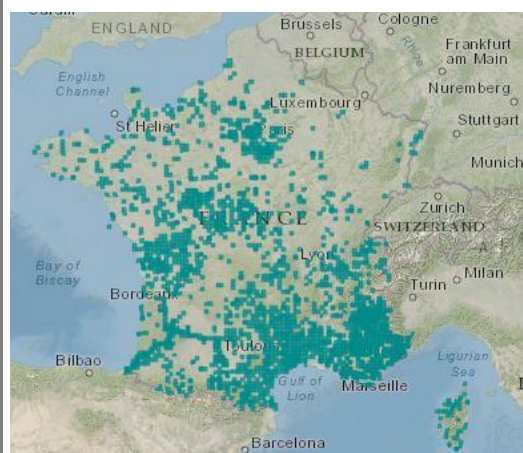 Cologne
Brussels
ENGLAND
Frankfurt
am Main
BELGIUM
Rhine
English
Channel
Nuremberg
Luxembourg
St Helier
Paris
Stuttgart
Munich
Zurich
FRANCE
SWITZERLAND
Lyon
Bay of
Biscay
Milan
Turin
Bordeaux
Toulouse
Ligurian
Sea
Bilbao
Gulf of
Lion
Marseille
Barcelona